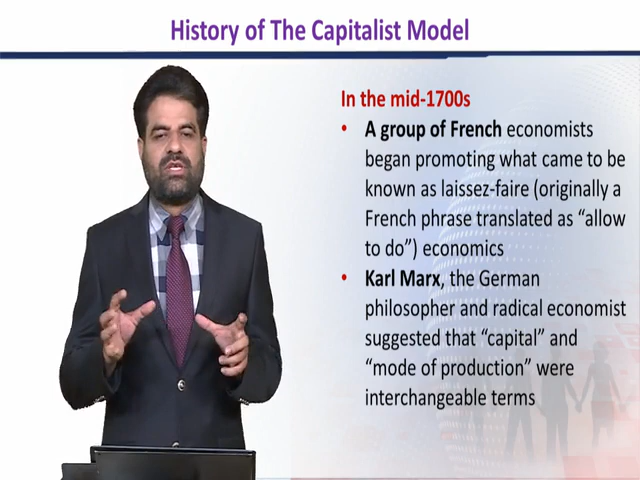 History of The Capitalist Model
In the mid-1700s
• A group of French economists
began promoting what came to be
known as laissez-faire (originally a
French phrase translated as “allow
to do”) economics
• Karl Marx, the German
philosopher and radical economist
suggested that “capital” and
“mode of production” were
interchangeable terms